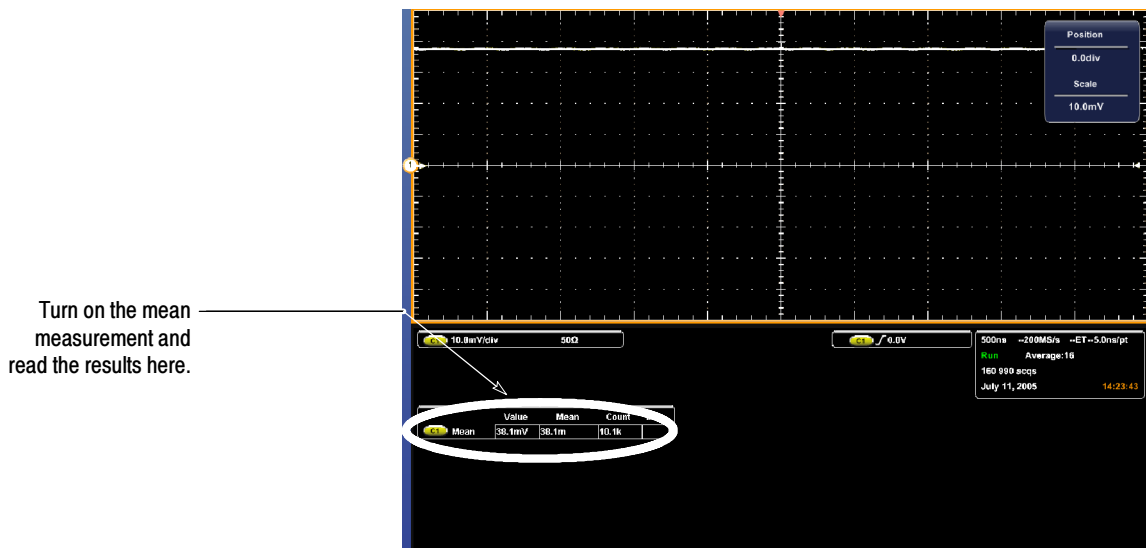 Position
0.0div
Scale
10.0mV
1
Turn on the mean
measurement and
read the results here.
C1 10.0mV/div 50Ω
C1 0.0V
500ns 200MS/s ET 5.0ns/pt
Run Average:16
160 990 acqs
July 11, 2005 14:23:43
Value Mean Count
C1 Mean 38.1mV 38.1m 10.1k